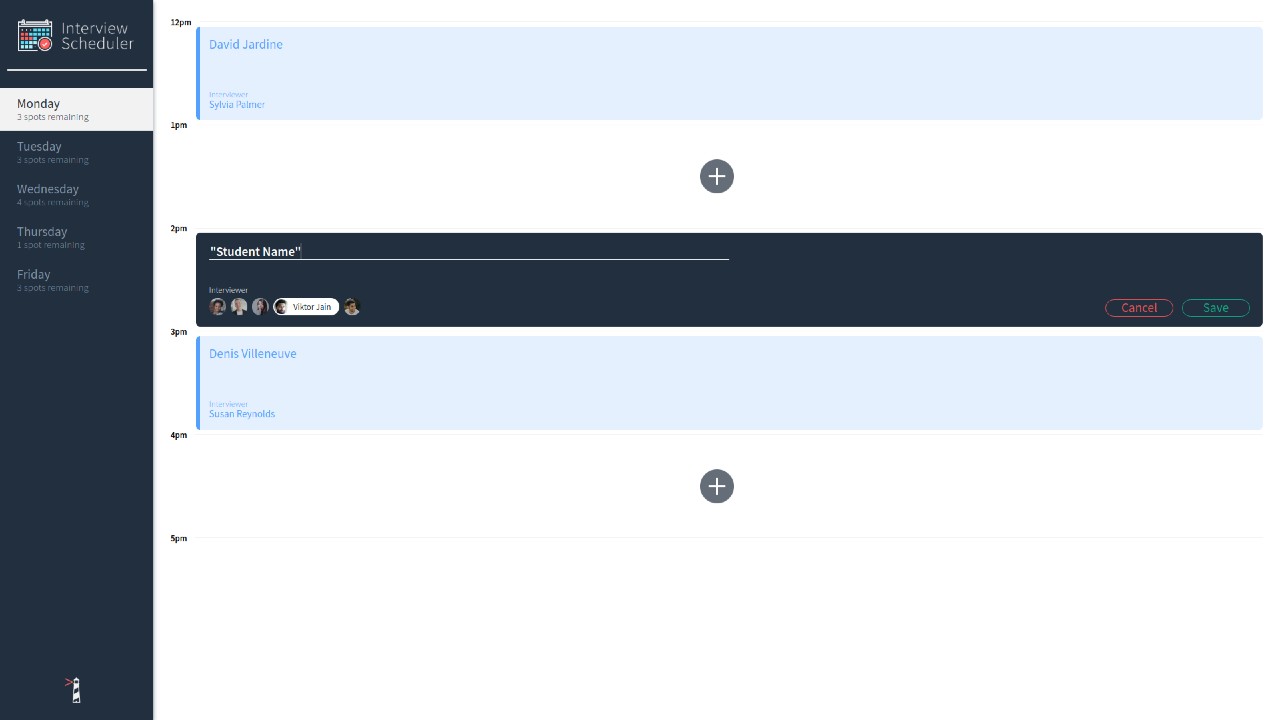 Interview
Scheduler
Monday
3 spots remaining
Tuesday
3 spots remaining
Wednesday
4 spots remaining
Thursday
1 spot remaining
Friday
3 spots remaining
12pm
David Jardine
Interviewer
Sylvia Palmer
1pm
2pm
"Student Name"
Interviewer
Viktor Jain
Cancel
Save
3pm
Denis Villeneuve
Interviewer
Susan Reynolds
4pm
5pm